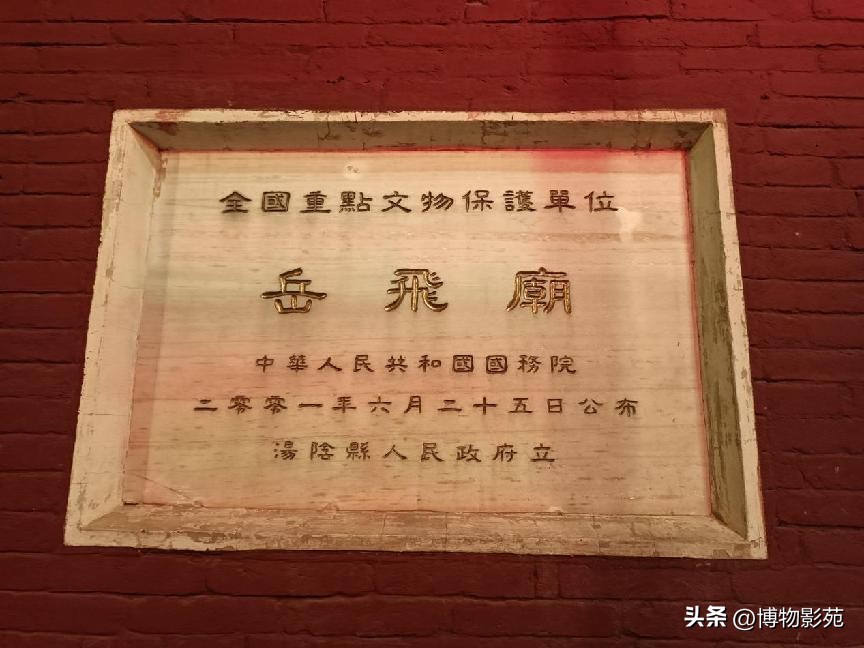 全國重點文物保護單位
岳飛廟
中華人民共和國國務院
二零零一年六月二十五日公布
湯陰縣人民政府立
头条 @博物影苑